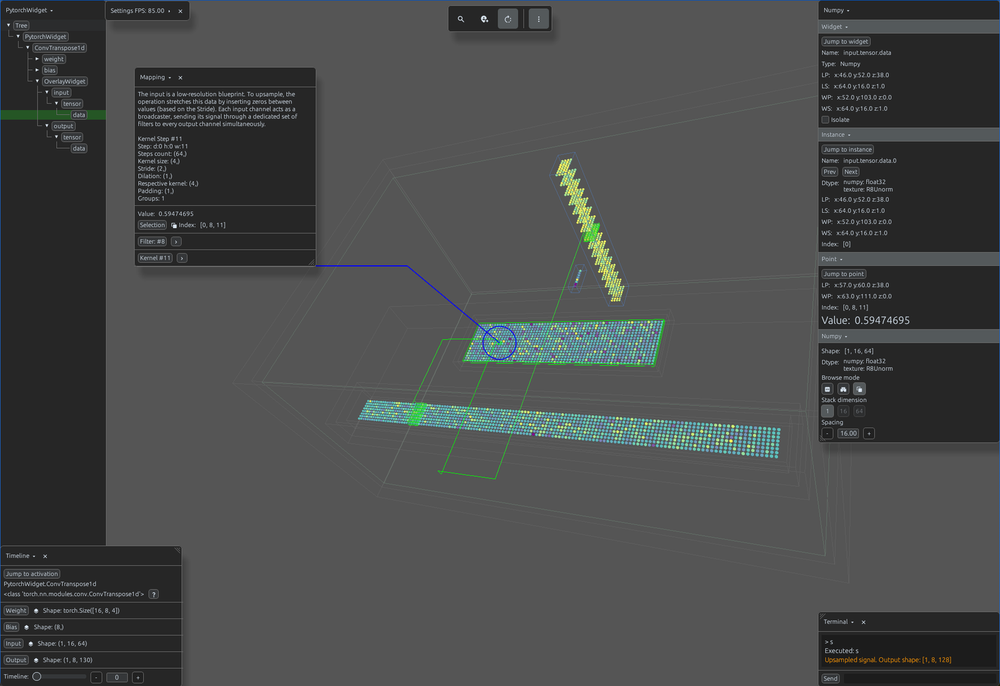 PytorchWidget
Tree
PytorchWidget
ConvTranspose1d
weight
bias
OverlayWidget
input
tensor
data
output
tensor
data
Settings FPS: 85.00
Mapping
The input is a low-resolution blueprint. To upsample, the
operation stretches this data by inserting zeros between
values (based on the Stride). Each input channel acts as a
broadcaster, sending its signal through a dedicated set of
filters to every output channel simultaneously.
Kernel Step #11
Step: d:0 h:0 w:11
Steps count: (64,)
Kernel size: (4,)
Stride: (2,)
Dilation: (1,)
Respective kernel: (4,)
Padding: (1,)
Groups: 1
Value: 0.59474695
Selection Index: [0, 8, 11]
Filter: #8 ›
Kernel #11 ›
Numpy
Widget
Jump to widget
Name: input.tensor.data
Type: Numpy
LP: x:46.0 y:52.0 z:38.0
LS: x:64.0 y:16.0 z:1.0
WP: x:52.0 y:103.0 z:0.0
WS: x:64.0 y:16.0 z:1.0
Isolate
Instance
Jump to instance
Name: input.tensor.data.0
Prev Next
Dtype: numpy: float32
texture: R8Unorm
LP: x:46.0 y:52.0 z:38.0
LS: x:64.0 y:16.0 z:1.0
WP: x:52.0 y:103.0 z:0.0
WS: x:64.0 y:16.0 z:1.0
Index: [0]
Point
Jump to point
LP: x:57.0 y:60.0 z:38.0
WP: x:63.0 y:111.0 z:0.0
Index: [0, 8, 11]
Value: 0.59474695
Numpy
Shape: [1, 16, 64]
Dtype: numpy: float32
texture: R8Unorm
Browse mode
Stack dimension
1 16 64
Spacing
- 16.00 +
Timeline
Jump to activation
PytorchWidget.ConvTranspose1d
<class 'torch.nn.modules.conv.ConvTranspose1d'> ?
Weight Shape: torch.Size([16, 8, 4])
Bias Shape: (8,)
Input Shape: (1, 16, 64)
Output Shape: (1, 8, 130)
Timeline: - 0 +
Terminal
> s
Executed: s
Upsampled signal. Output shape: [1, 8, 128]
Send